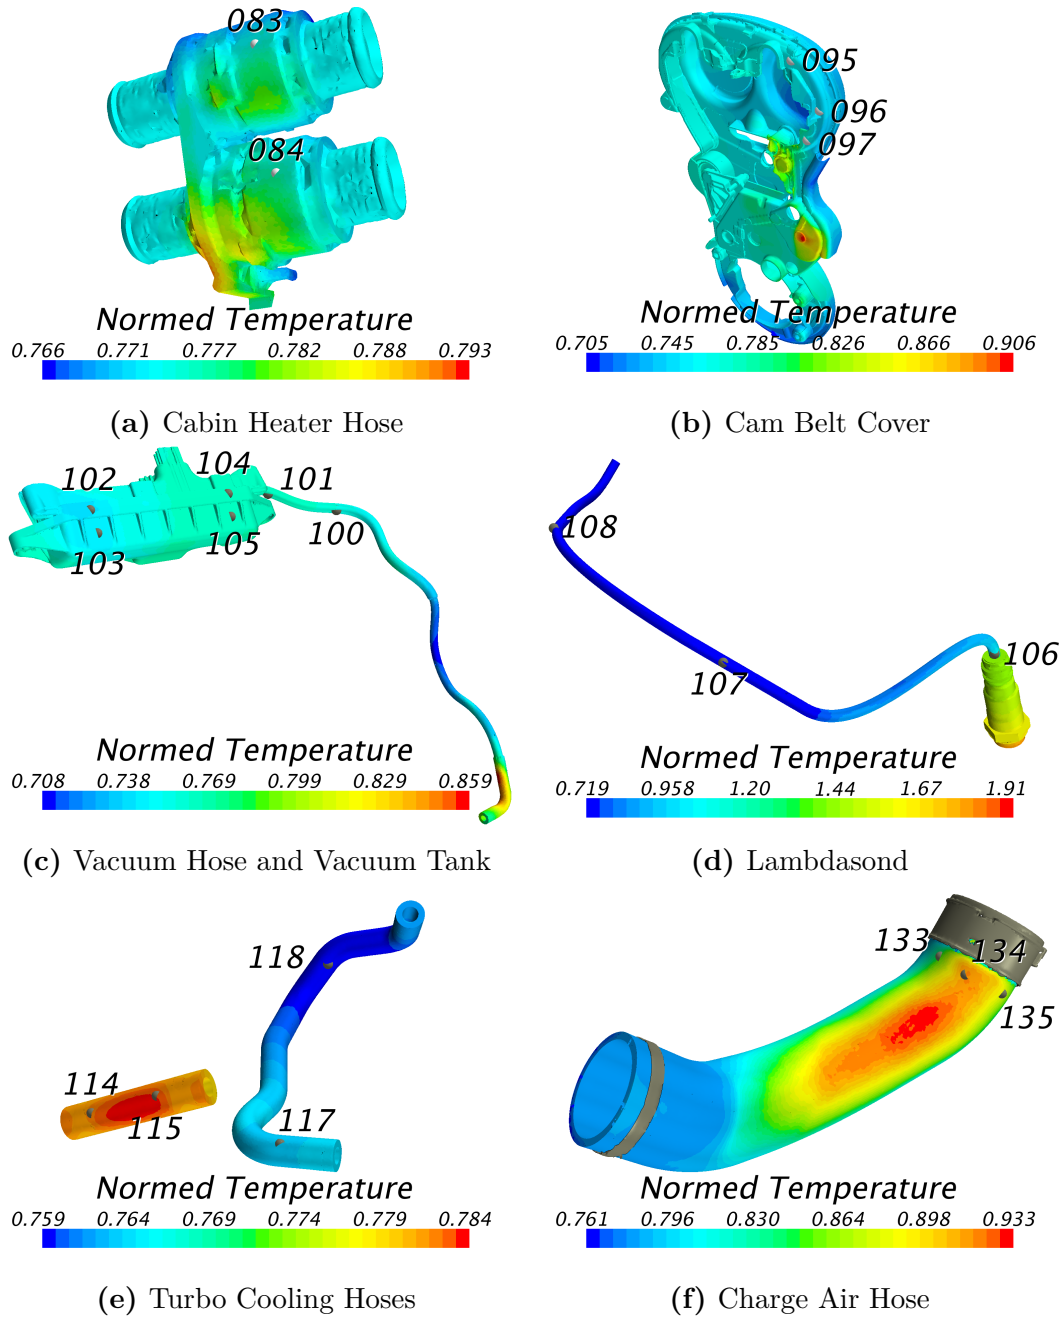 083
084
Normed Temperature
0.766 0.771 0.777 0.782 0.788 0.793
(a) Cabin Heater Hose
095
096
097
Normed Temperature
0.705 0.745 0.785 0.826 0.866 0.906
(b) Cam Belt Cover
102
104
101
100
105
103
Normed Temperature
0.708 0.738 0.769 0.799 0.829 0.859
(c) Vacuum Hose and Vacuum Tank
108
106
107
Normed Temperature
0.719 0.958 1.20 1.44 1.67 1.91
(d) Lambdasond
118
114
115
117
Normed Temperature
0.759 0.764 0.769 0.774 0.779 0.784
(e) Turbo Cooling Hoses
133
134
135
Normed Temperature
0.761 0.796 0.830 0.864 0.898 0.933
(f) Charge Air Hose